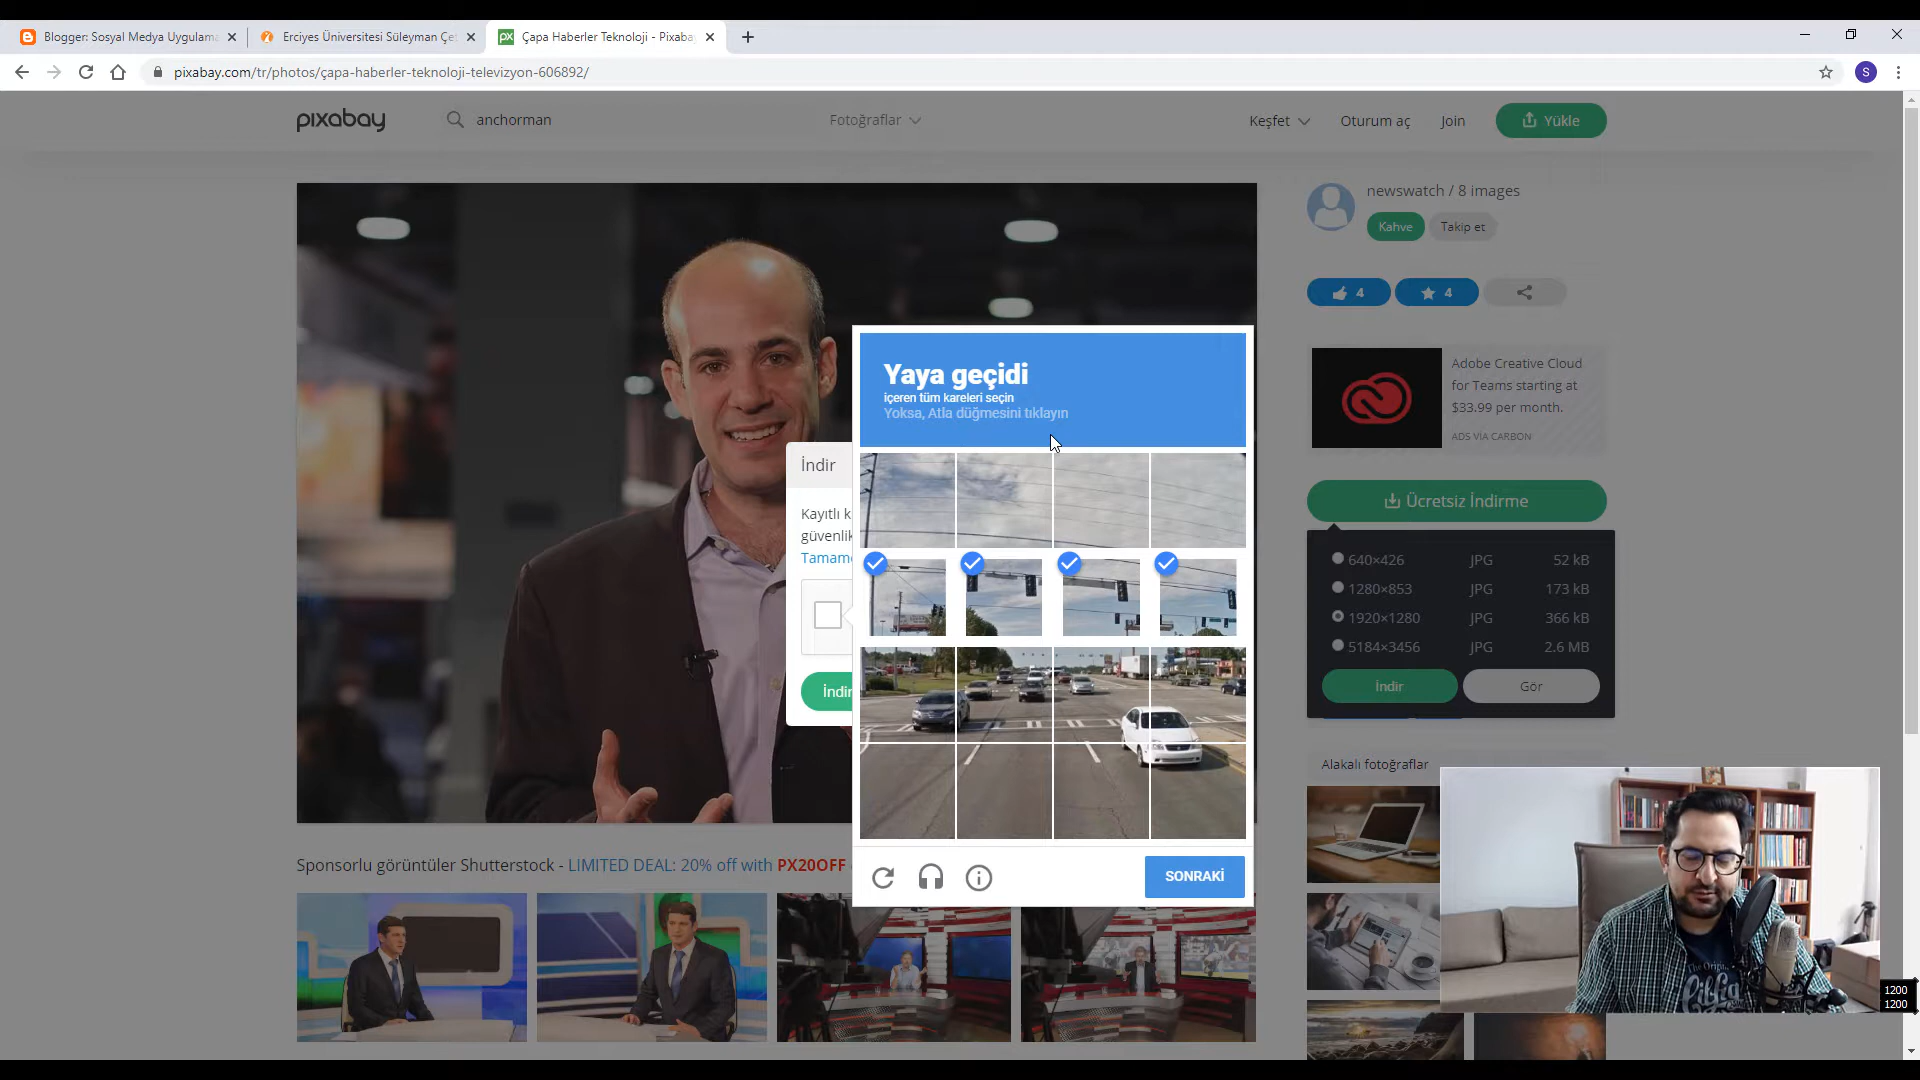 Blogger: Sosyal Medya Uygulama
Erciyes Üniversitesi Süleyman Çet
Çapa Haberler Teknoloji - Pixaba
pixabay.com/tr/photos/çapa-haberler-teknoloji-televizyon-606892/
S
pixabay
anchorman
Fotoğraflar
Keşfet
Oturum aç
Join
Yükle
newswatch / 8 images
Kahve
Takip et
4
4
Adobe Creative Cloud
for Teams starting at
$33.99 per month.
ADS VIA CARBON
Ücretsiz İndirme
640×426 JPG 52 kB
1280×853 JPG 173 kB
1920×1280 JPG 366 kB
5184×3456 JPG 2.6 MB
İndir
Gör
Alakalı fotoğraflar
İndir
Kayıtlı k
güvenlik
Tamam
İndir
Yaya geçidi
içeren tüm kareleri seçin
Yoksa, Atla düğmesini tıklayın
SONRAKİ
Sponsorlu görüntüler Shutterstock - LIMITED DEAL: 20% off with PX20OFF
The Original
1200
1200